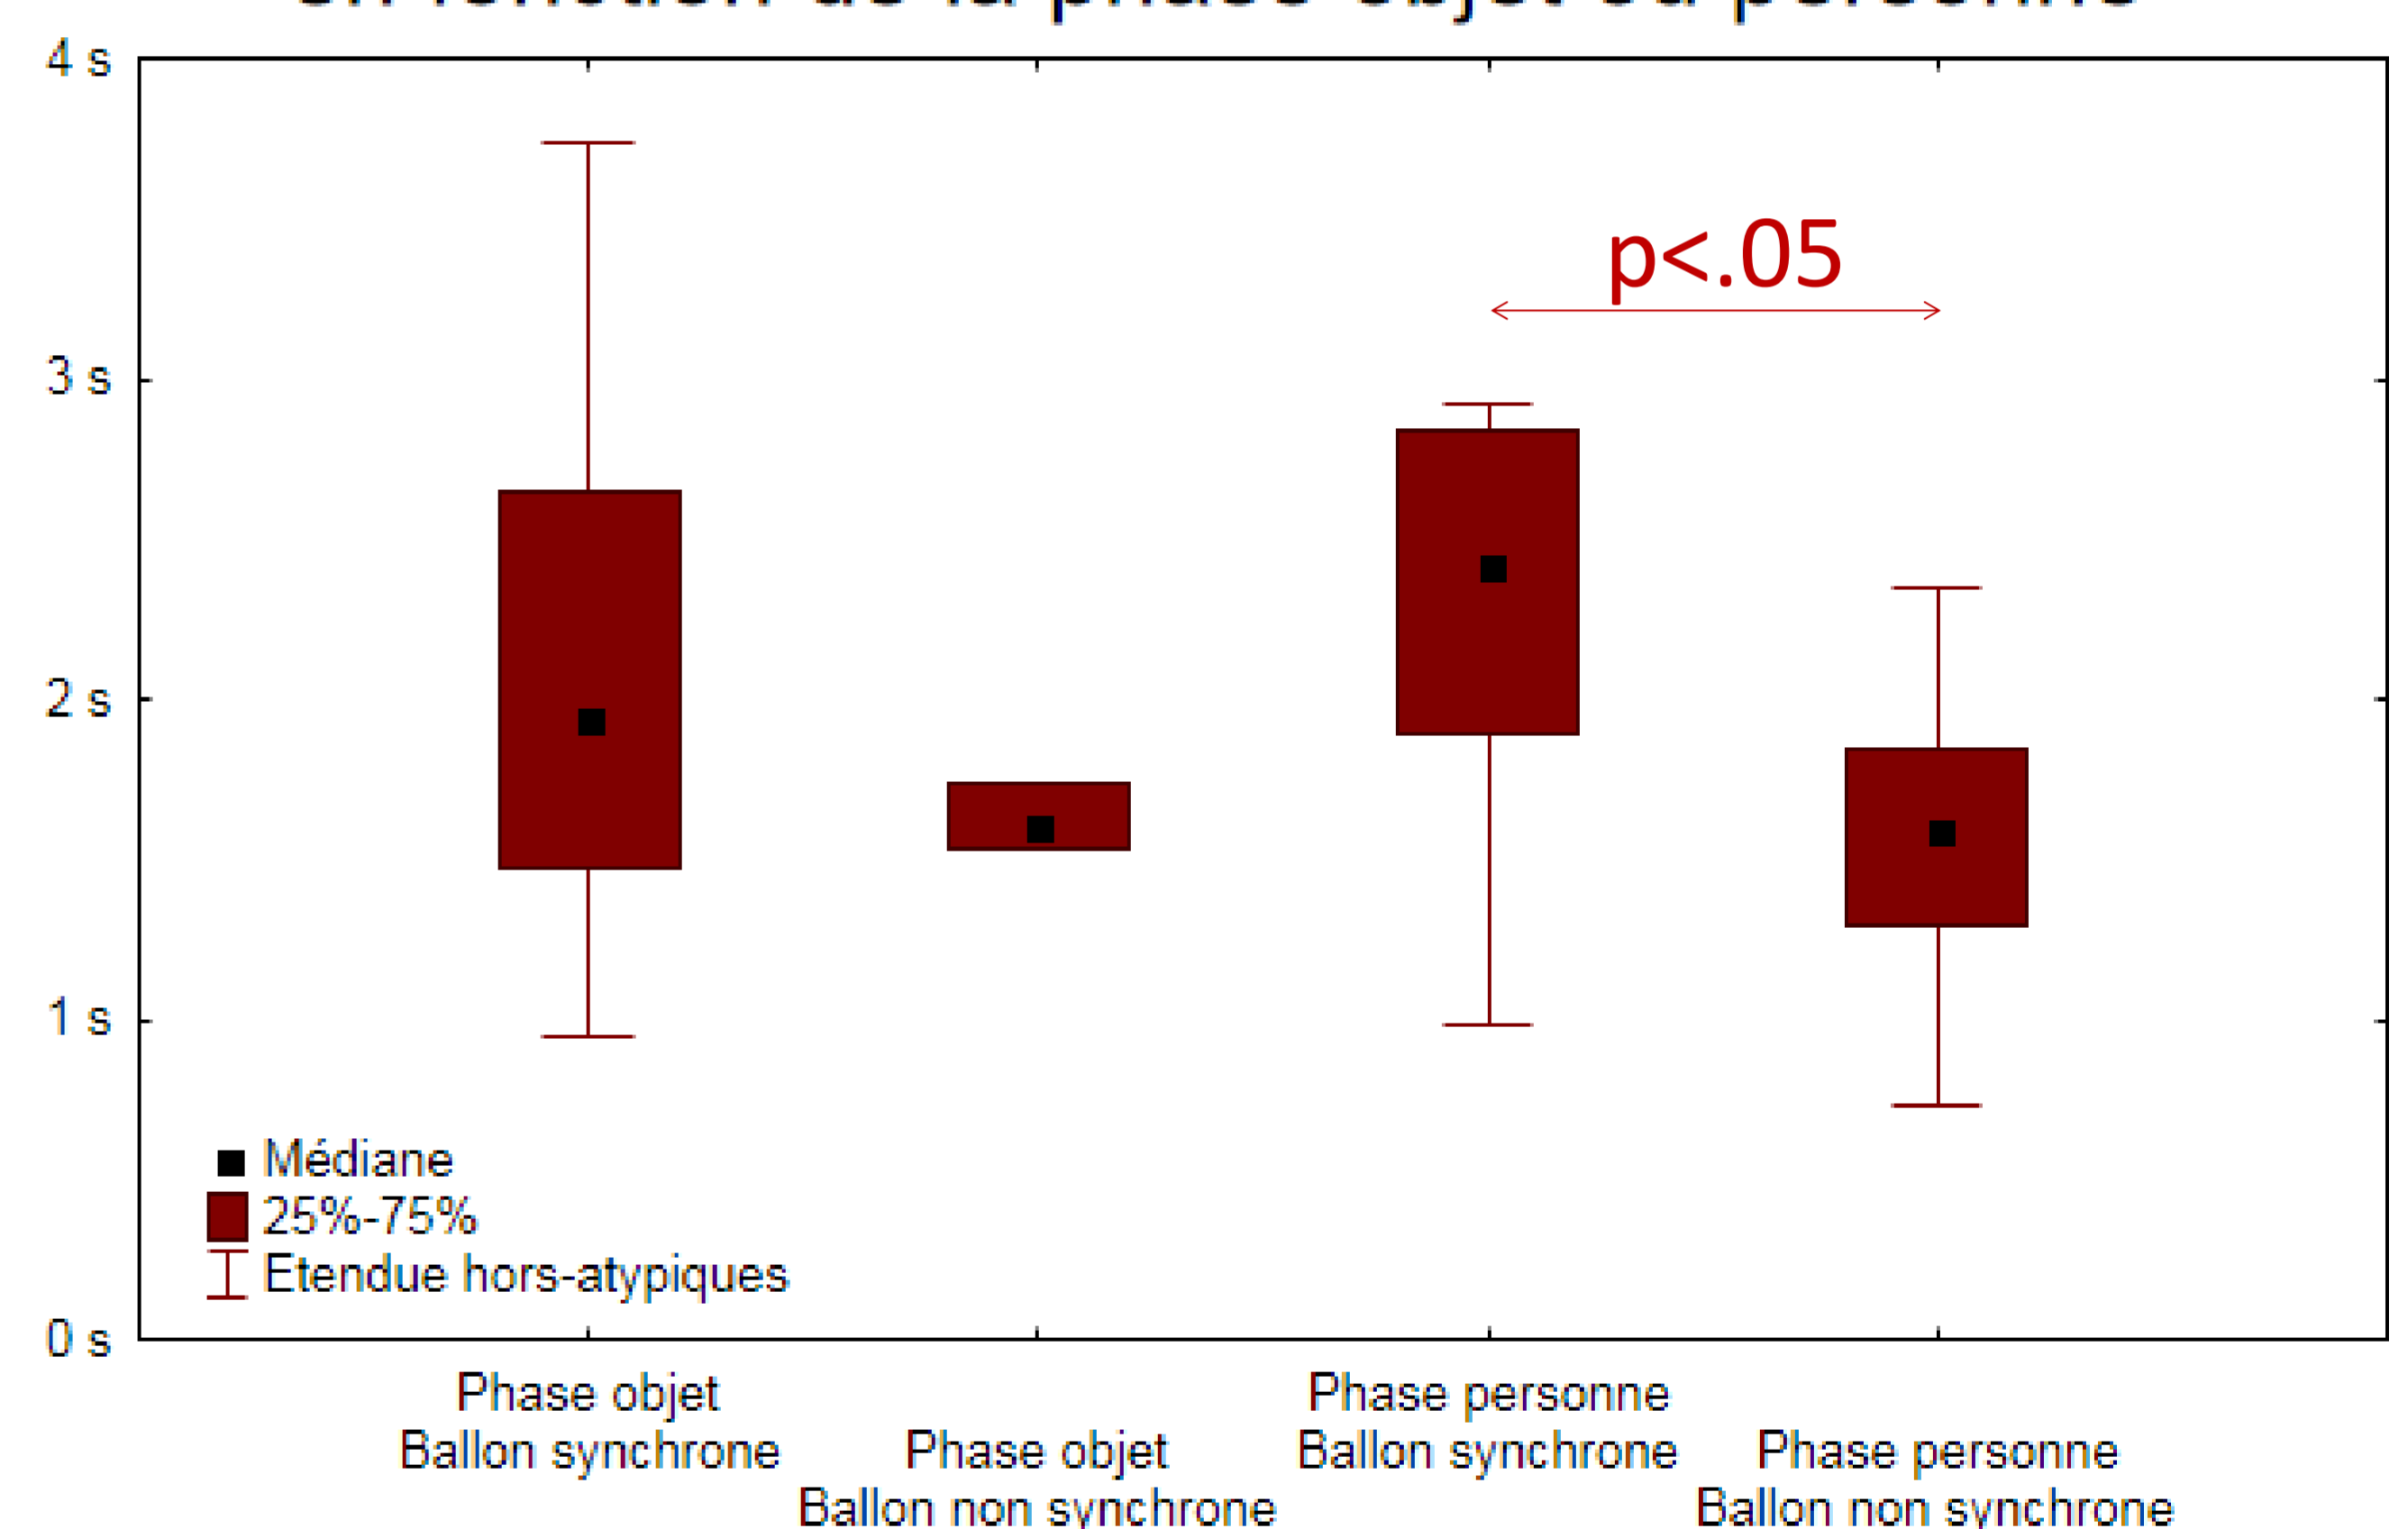 4 s
p<.05
3 s
2 s
1 s
Médiane
25%-75%
Etendue hors-atypiques
0 s
Phase objet
Ballon synchrone
Phase objet
Ballon non synchrone
Phase personne
Ballon synchrone
Phase personne
Ballon non synchrone